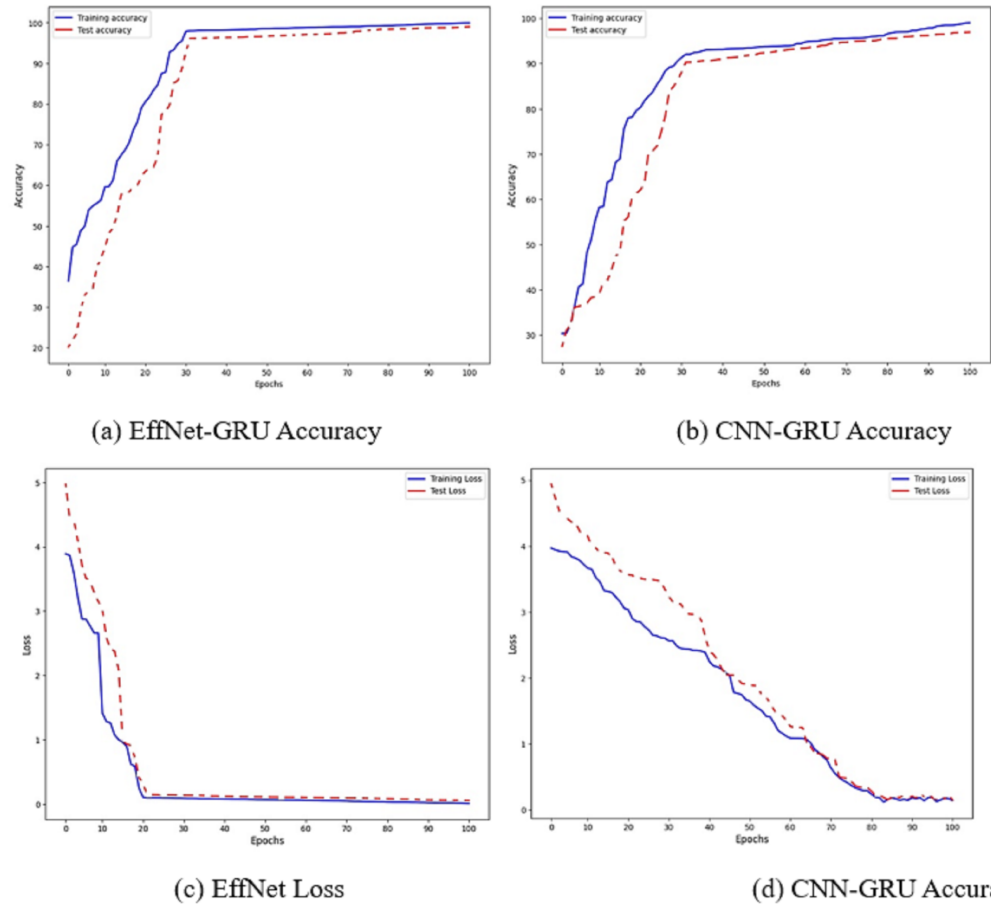 Training accuracy
Test accuracy
100
90
80
70
60
50
40
30
20
Accuracy
0 10 20 30 40 50 60 70 80 90 100
Epochs
(a) EffNet-GRU Accuracy
Training accuracy
Test accuracy
100
90
80
70
60
50
40
30
Accuracy
0 10 20 30 40 50 60 70 80 90 100
Epochs
(b) CNN-GRU Accuracy
Training Loss
Test Loss
5
4
3
2
1
0
Loss
0 10 20 30 40 50 60 70 80 90 100
Epochs
(c) EffNet Loss
Training Loss
Test Loss
5
4
3
2
1
0
Loss
0 10 20 30 40 50 60 70 80 90 100
Epochs
(d) CNN-GRU Accura